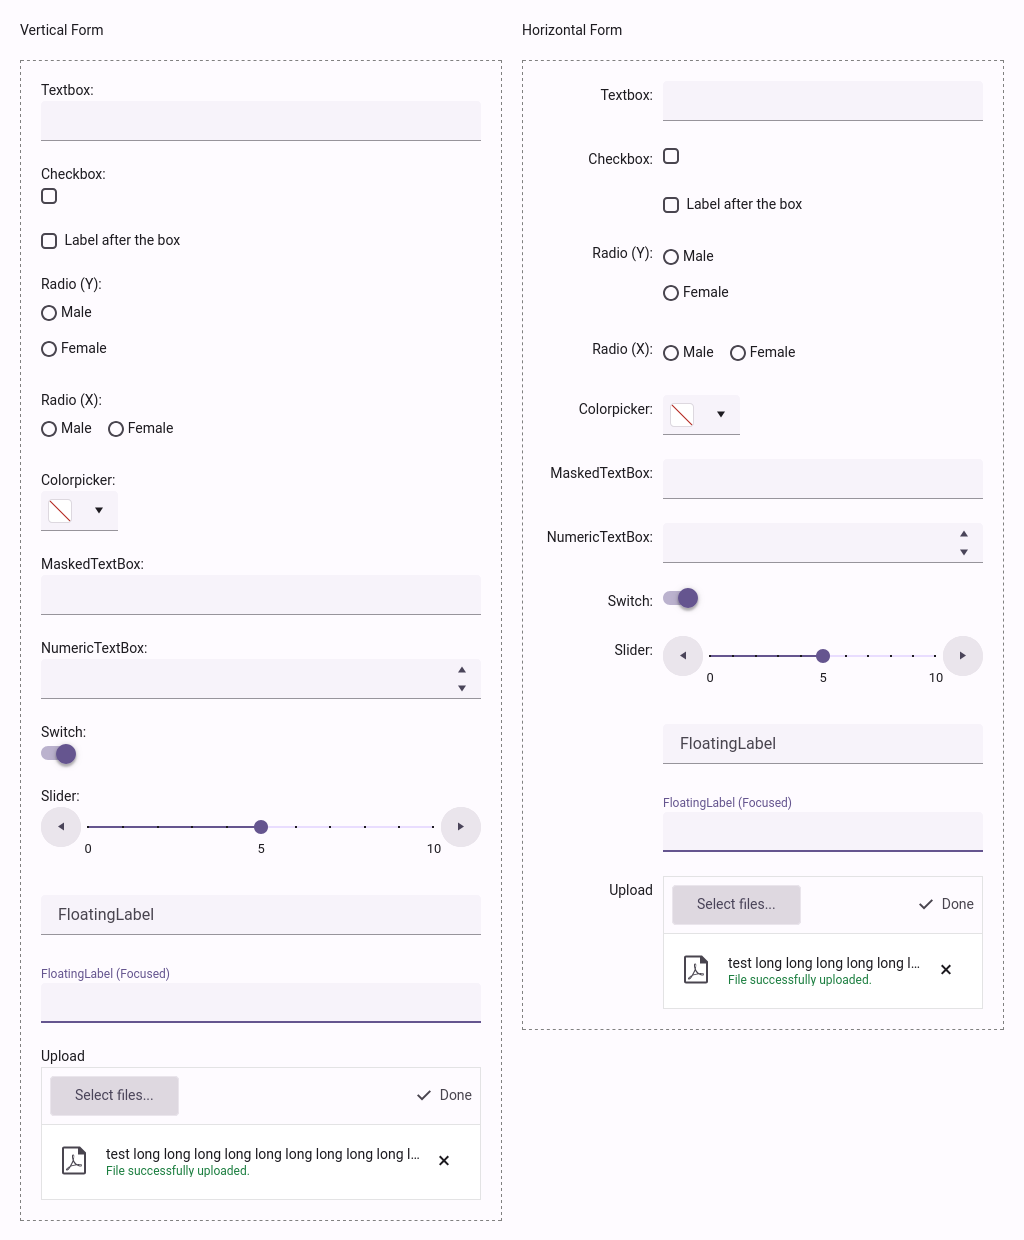 Vertical Form
Textbox:
Checkbox:
Label after the box
Radio (Y):
Male
Female
Radio (X):
Male Female
Colorpicker:
MaskedTextBox:
NumericTextBox:
Switch:
Slider:
0 5 10
FloatingLabel
FloatingLabel (Focused)
Upload
Select files... Done
test long long long long long long long long long l...
File successfully uploaded.
Horizontal Form
Textbox:
Checkbox:
Label after the box
Radio (Y): Male
Female
Radio (X): Male Female
Colorpicker:
MaskedTextBox:
NumericTextBox:
Switch:
Slider:
0 5 10
FloatingLabel
FloatingLabel (Focused)
Upload Select files... Done
test long long long long long l...
File successfully uploaded.